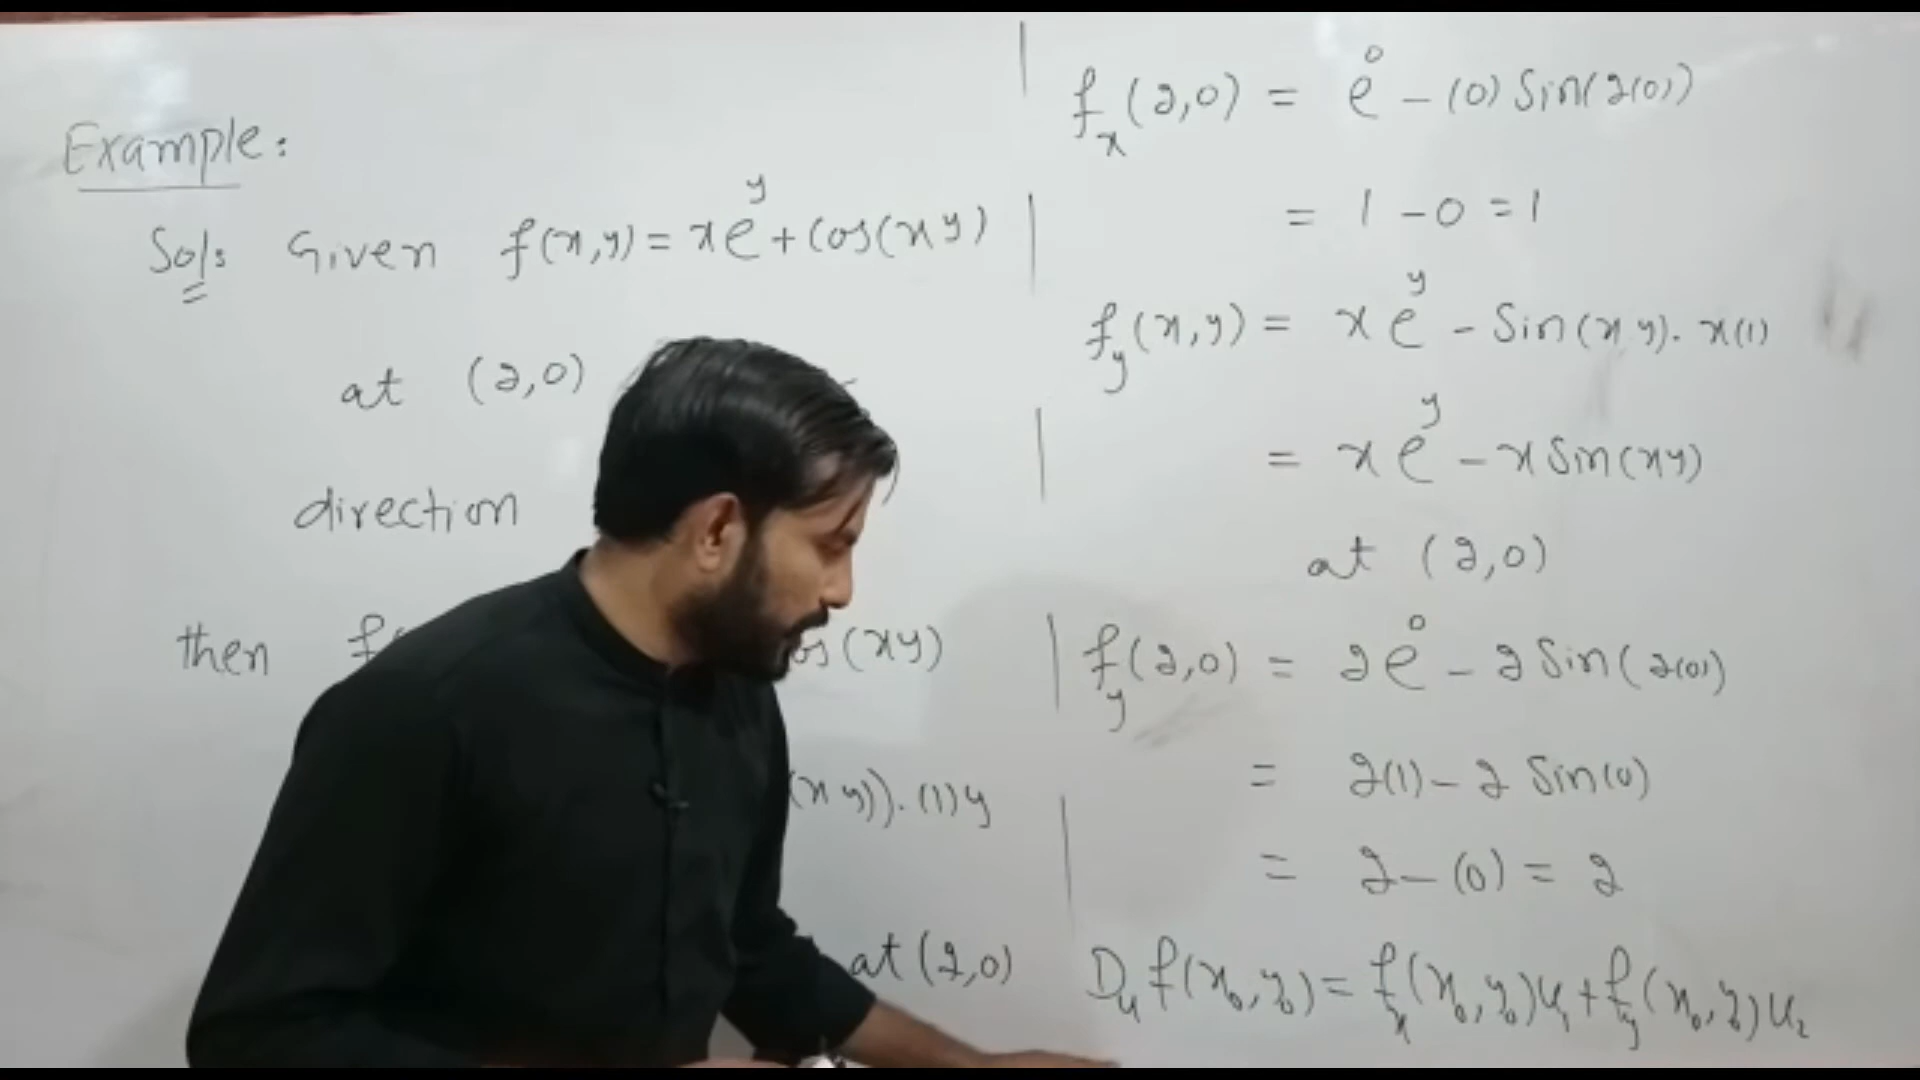 Example:
Sol: Given f(x,y) = xe^y + Cos(xy)
at (2,0)
direction
then f os(xy)
(xy)).(1)y
at (2,0)
f_x(2,0) = e^0 - (0) Sin(2(0))
= 1 - 0 = 1
f_y(x,y) = xe^y - Sin(xy). x(1)
= xe^y - x Sin(xy)
at (2,0)
f_y(2,0) = 2e^0 - 2 Sin(2(0))
= 2(1) - 2 Sin(0)
= 2 - (0) = 2
D_u f(x_0,y_0) = f_x(x_0,y_0)u_1 + f_y(x_0,y_0)u_2